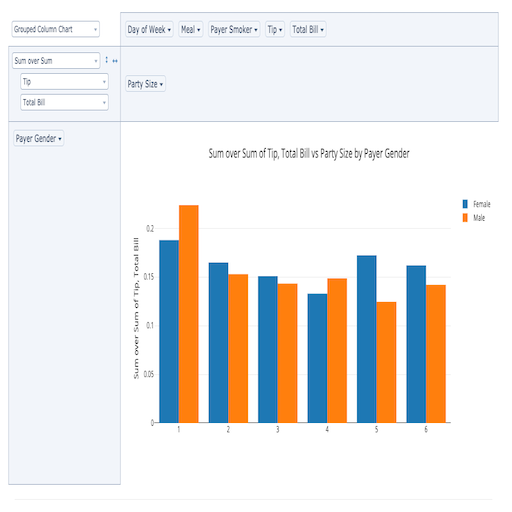 Grouped Column Chart
Day of Week ▾ Meal ▾ Payer Smoker ▾ Tip ▾ Total Bill ▾
Sum over Sum ↕ ↔
Tip
Total Bill
Party Size ▾
Payer Gender ▾
Sum over Sum of Tip, Total Bill vs Party Size by Payer Gender
Female
Male
Sum over Sum of Tip, Total Bill
0.2
0.15
0.1
0.05
0
1 2 3 4 5 6